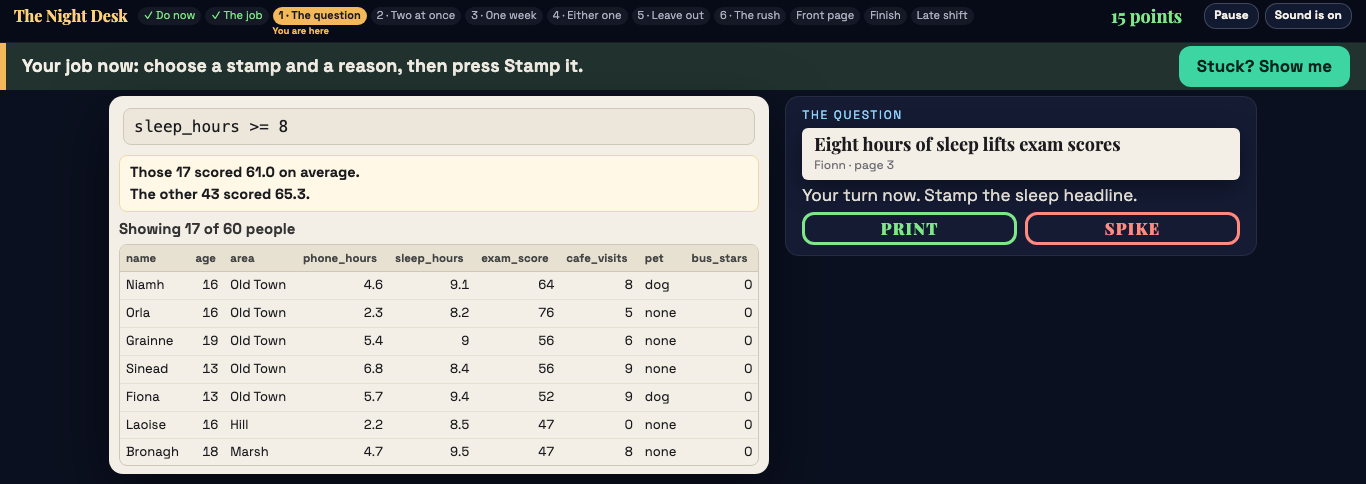 The Night Desk
✓ Do now
✓ The job
1 · The question
2 · Two at once
3 · One week
4 · Either one
5 · Leave out
6 · The rush
Front page
Finish
Late shift
15 points
Pause
Sound is on
You are here
Your job now: choose a stamp and a reason, then press Stamp it.
Stuck? Show me
sleep_hours >= 8
Those 17 scored 61.0 on average.
The other 43 scored 65.3.
Showing 17 of 60 people
name age area phone_hours sleep_hours exam_score cafe_visits pet bus_stars
Niamh 16 Old Town 4.6 9.1 64 8 dog 0
Orla 16 Old Town 2.3 8.2 76 5 none 0
Grainne 19 Old Town 5.4 9 56 6 none 0
Sinead 13 Old Town 6.8 8.4 56 9 none 0
Fiona 13 Old Town 5.7 9.4 52 9 dog 0
Laoise 16 Hill 2.2 8.5 47 0 none 0
Bronagh 18 Marsh 4.7 9.5 47 8 none 0
THE QUESTION
Eight hours of sleep lifts exam scores
Fionn · page 3
Your turn now. Stamp the sleep headline.
PRINT
SPIKE